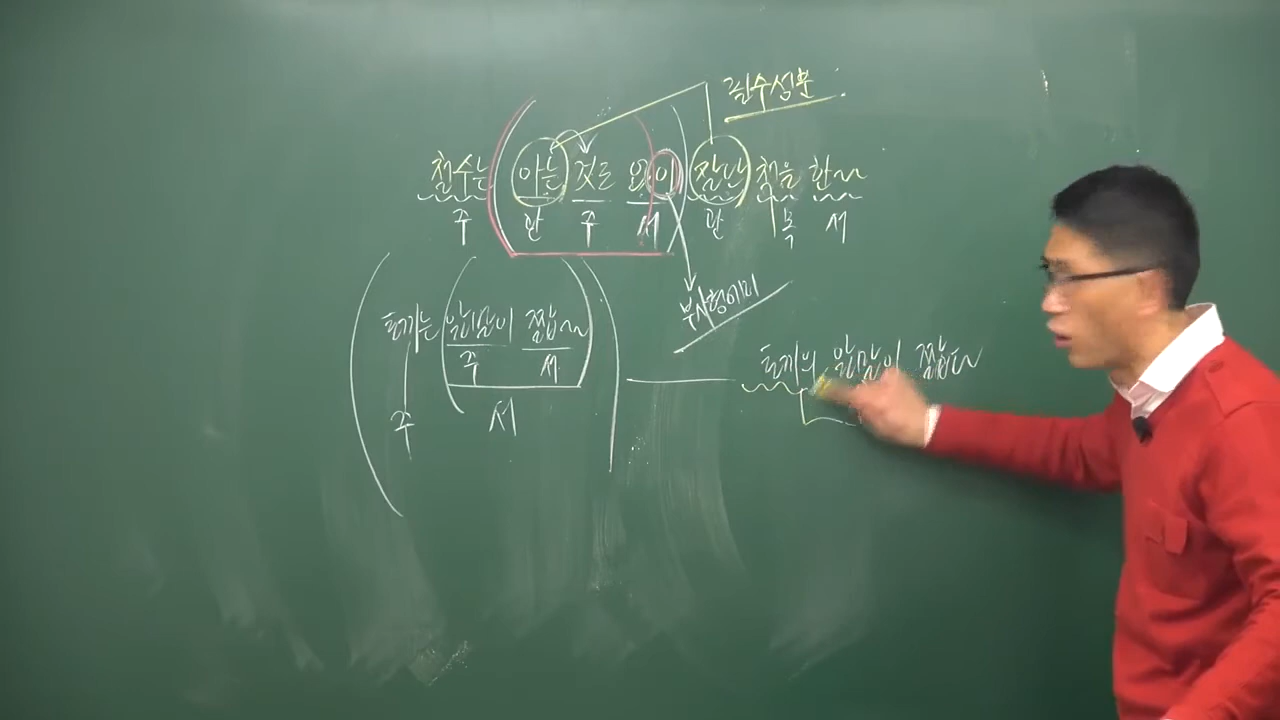 필수성분
철수는 아는 것도 없이 잘난 척을 한
주 관 주 서 관 목 서
부사형어미
토끼는 앞발이 짧
주 서
주 서
토끼의 앞발이 짧다